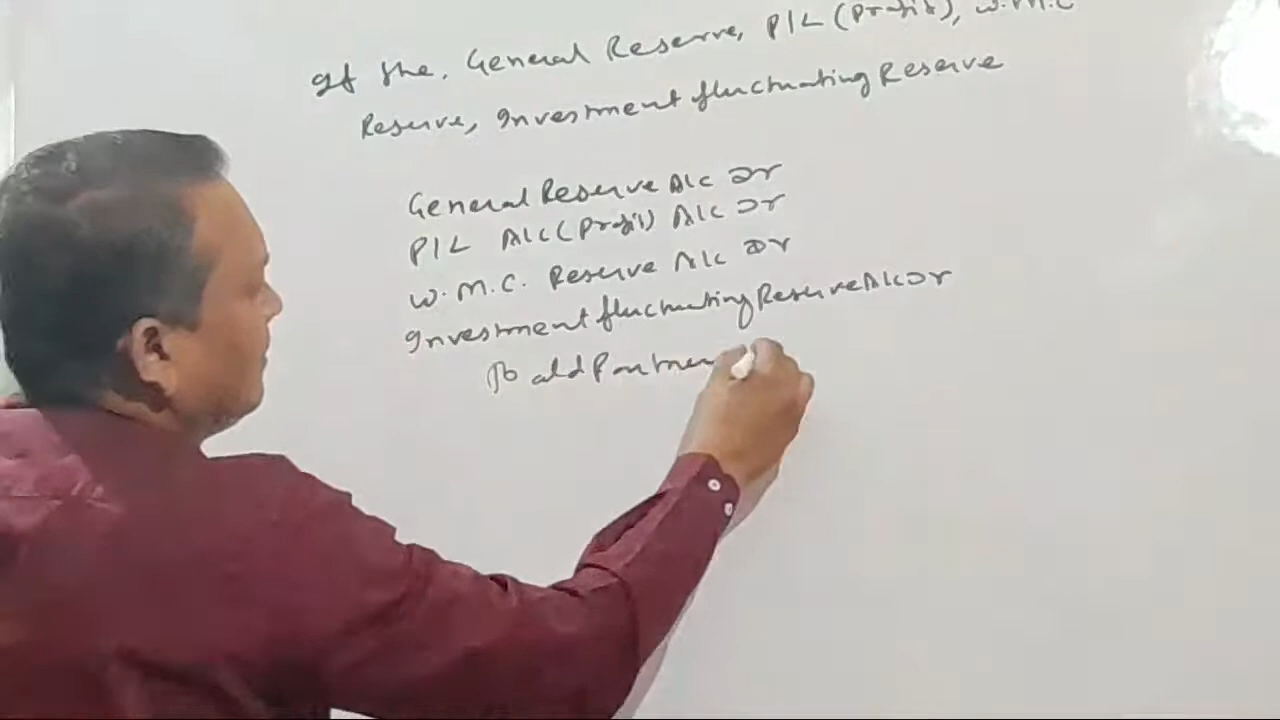 If the. General Reserve, P/L (Profit), W.M.C
Reserve, Investment fluctuating Reserve
General Reserve A/c Dr
P/L A/c (Profit) A/c Dr
W.M.C. Reserve A/c Dr
Investment fluctuating Reserve A/c Dr
To old Partner